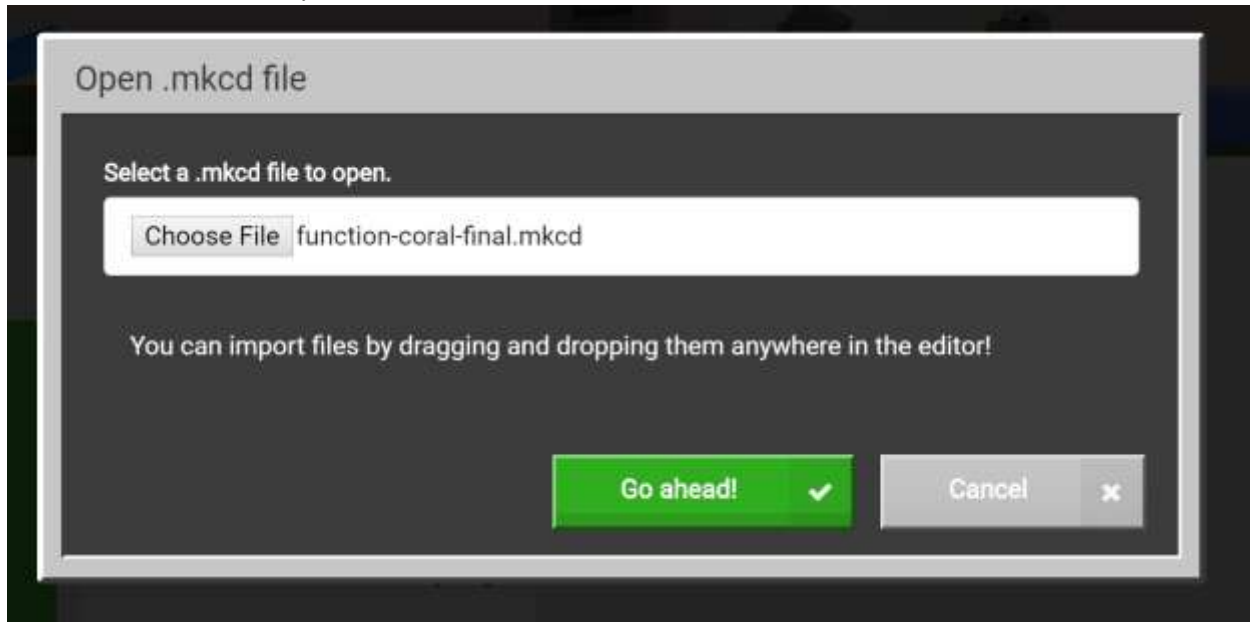 Open .mkcd file
Select a .mkcd file to open.
Choose File function-coral-final.mkcd
You can import files by dragging and dropping them anywhere in the editor!
Go ahead! Cancel